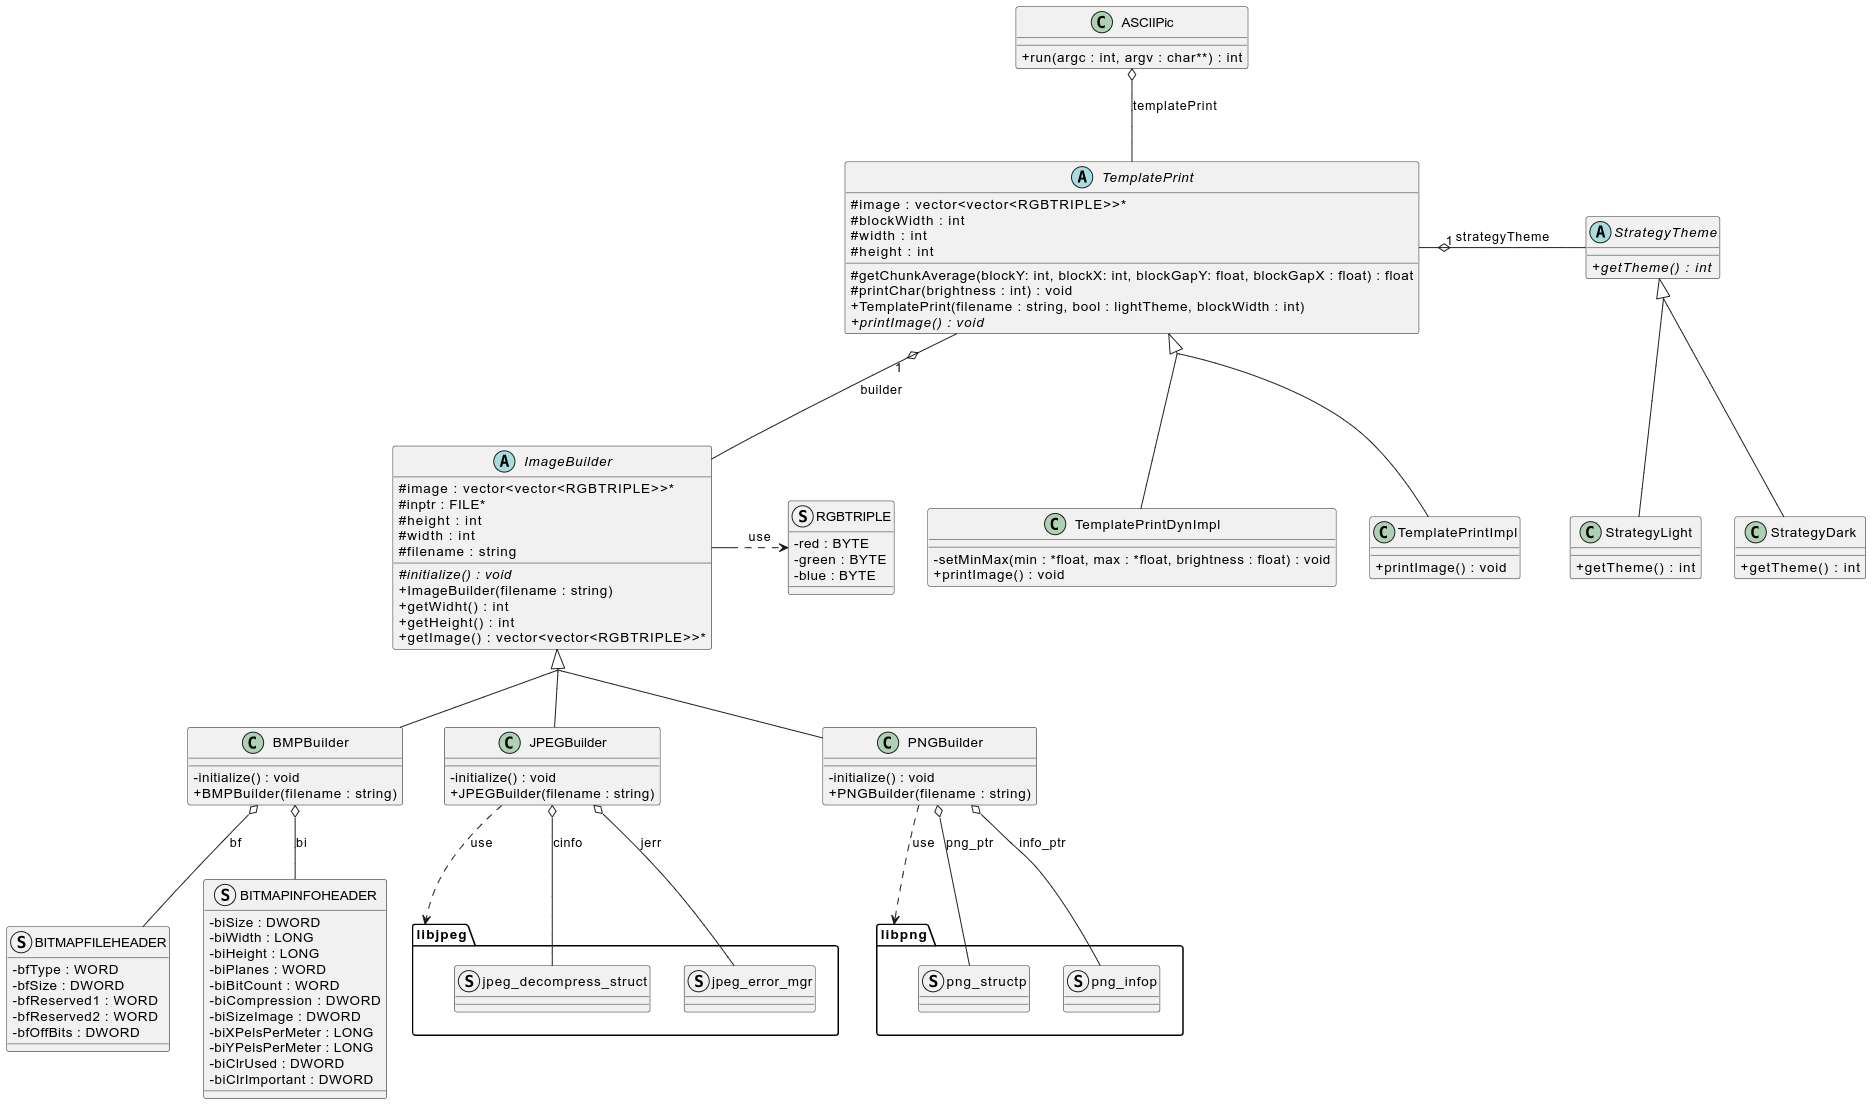 C ASCIIPic
+run(argc : int, argv : char**) : int
templatePrint
A TemplatePrint
#image : vector<vector<RGBTRIPLE>>*
#blockWidth : int
#width : int
#height : int
#getChunkAverage(blockY: int, blockX: int, blockGapY: float, blockGapX : float) : float
#printChar(brightness : int) : void
+TemplatePrint(filename : string, bool : lightTheme, blockWidth : int)
+printImage() : void
1 strategyTheme
A StrategyTheme
+getTheme() : int
1
builder
A ImageBuilder
#image : vector<vector<RGBTRIPLE>>*
#inptr : FILE*
#height : int
#width : int
#filename : string
#initialize() : void
+ImageBuilder(filename : string)
+getWidht() : int
+getHeight() : int
+getImage() : vector<vector<RGBTRIPLE>>*
use
S RGBTRIPLE
-red : BYTE
-green : BYTE
-blue : BYTE
C TemplatePrintDynImpl
-setMinMax(min : *float, max : *float, brightness : float) : void
+printImage() : void
C TemplatePrintImpl
+printImage() : void
C StrategyLight
+getTheme() : int
C StrategyDark
+getTheme() : int
C BMPBuilder
-initialize() : void
+BMPBuilder(filename : string)
C JPEGBuilder
-initialize() : void
+JPEGBuilder(filename : string)
C PNGBuilder
-initialize() : void
+PNGBuilder(filename : string)
bf
bi
use
cinfo
jerr
use
png_ptr
info_ptr
S BITMAPFILEHEADER
-bfType : WORD
-bfSize : DWORD
-bfReserved1 : WORD
-bfReserved2 : WORD
-bfOffBits : DWORD
S BITMAPINFOHEADER
-biSize : DWORD
-biWidth : LONG
-biHeight : LONG
-biPlanes : WORD
-biBitCount : WORD
-biCompression : DWORD
-biSizeImage : DWORD
-biXPelsPerMeter : LONG
-biYPelsPerMeter : LONG
-biClrUsed : DWORD
-biClrImportant : DWORD
libjpeg
S jpeg_decompress_struct
S jpeg_error_mgr
libpng
S png_structp
S png_infop